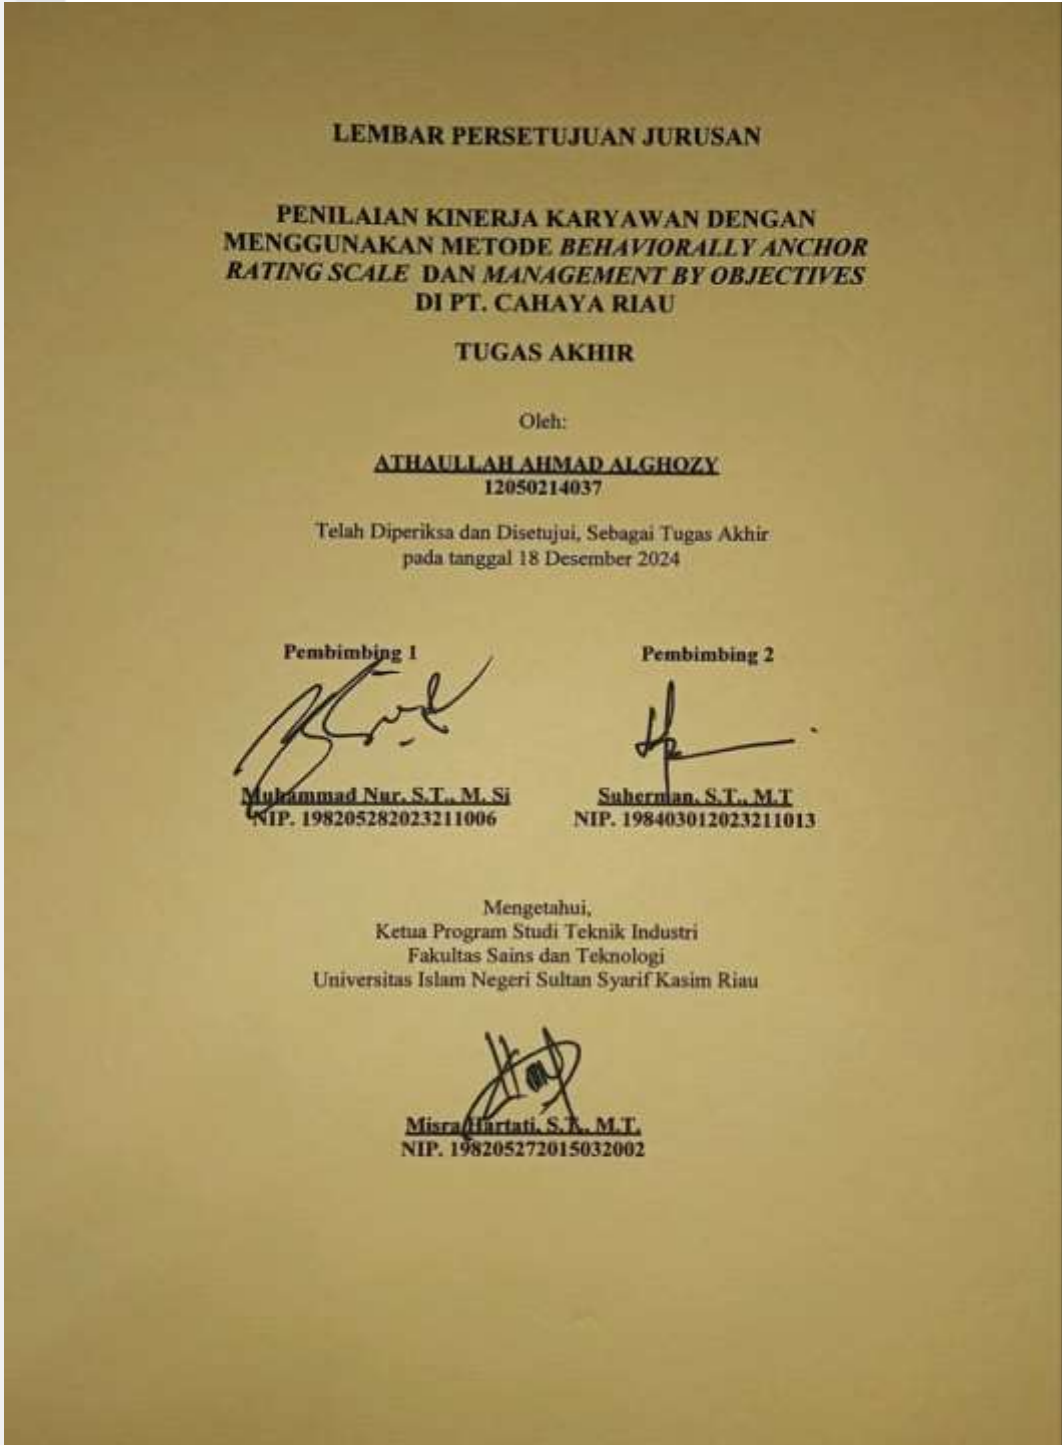 LEMBAR PERSETUJUAN JURUSAN
PENILAIAN KINERJA KARYAWAN DENGAN
MENGGUNAKAN METODE BEHAVIORALLY ANCHOR
RATING SCALE DAN MANAGEMENT BY OBJECTIVES
DI PT. CAHAYA RIAU
TUGAS AKHIR
Oleh:
ATHAULLAH AHMAD ALGHOZY
12050214037
Telah Diperiksa dan Disetujui, Sebagai Tugas Akhir
pada tanggal 18 Desember 2024
Pembimbing 1
Pembimbing 2
Muhammad Nur, S.T., M. Si
Suherman, S.T., M.T
NIP. 198205282023211006
NIP. 198403012023211013
Mengetahui,
Ketua Program Studi Teknik Industri
Fakultas Sains dan Teknologi
Universitas Islam Negeri Sultan Syarif Kasim Riau
Misra Hartati, S.T., M.T.
NIP. 198205272015032002